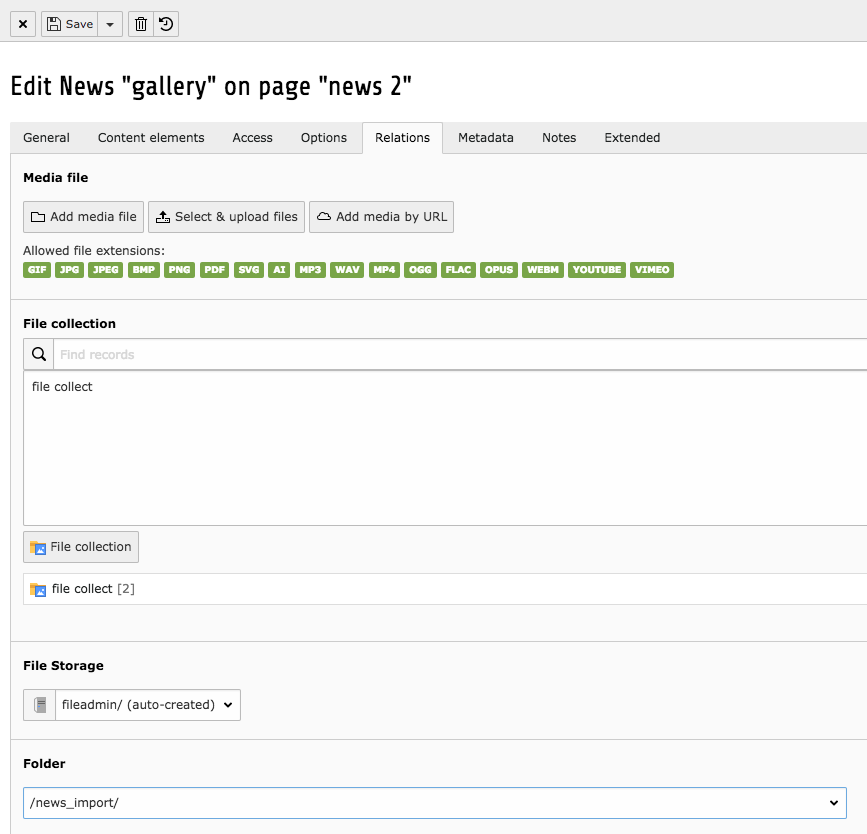 Save
Edit News "gallery" on page "news 2"
General Content elements Access Options Relations Metadata Notes Extended
Media file
Add media file Select & upload files Add media by URL
Allowed file extensions:
GIF JPG JPEG BMP PNG PDF SVG AI MP3 WAV MP4 OGG FLAC OPUS WEBM YOUTUBE VIMEO
File collection
Find records
file collect
File collection
file collect [2]
File Storage
fileadmin/ (auto-created)
Folder
/news_import/